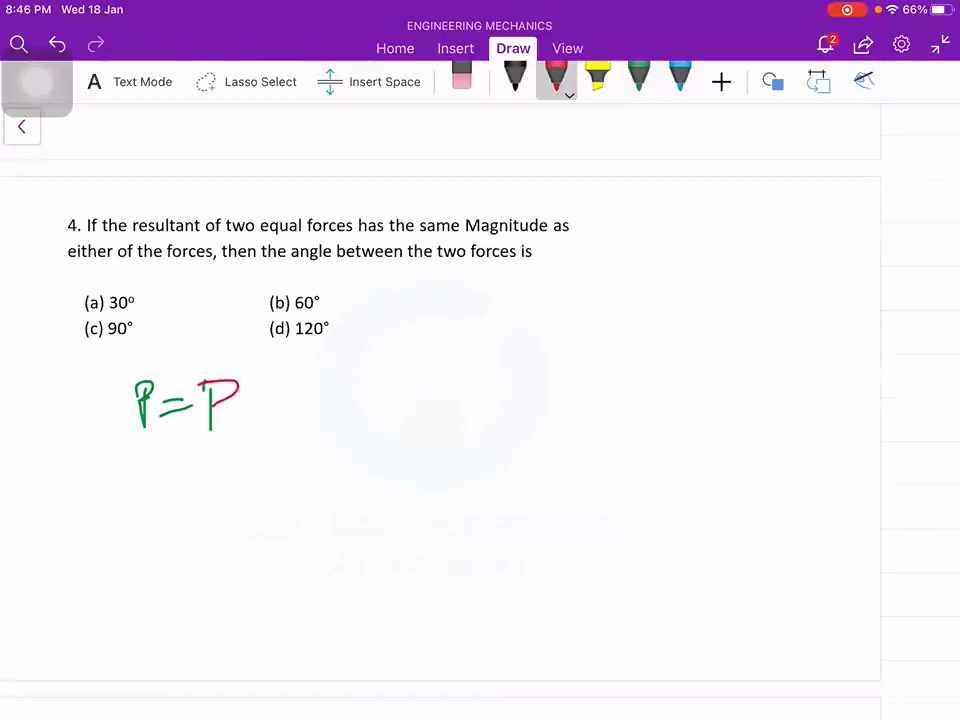 8:46 PM Wed 18 Jan
66%
ENGINEERING MECHANICS
Home Insert Draw View
2
A Text Mode Lasso Select Insert Space
4. If the resultant of two equal forces has the same Magnitude as
either of the forces, then the angle between the two forces is
(a) 30° (b) 60°
(c) 90° (d) 120°
P = P